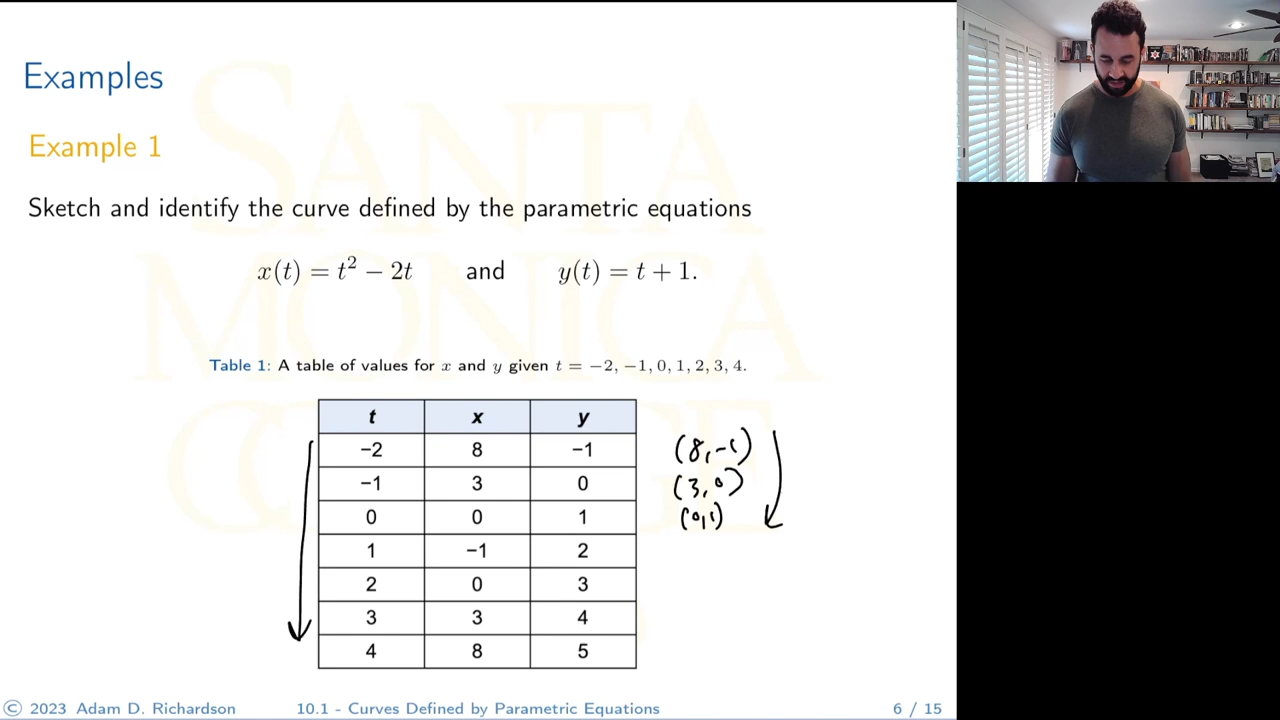 Examples
Example 1
Sketch and identify the curve defined by the parametric equations
x(t) = t² − 2t and y(t) = t + 1.
Table 1: A table of values for x and y given t = −2, −1, 0, 1, 2, 3, 4.
t x y
−2 8 −1 (8,-1)
−1 3 0 (3,0)
0 0 1 (0,1)
1 −1 2
2 0 3
3 3 4
4 8 5
© 2023 Adam D. Richardson 10.1 - Curves Defined by Parametric Equations 6 / 15
SANTA
MONICA
COLLEGE